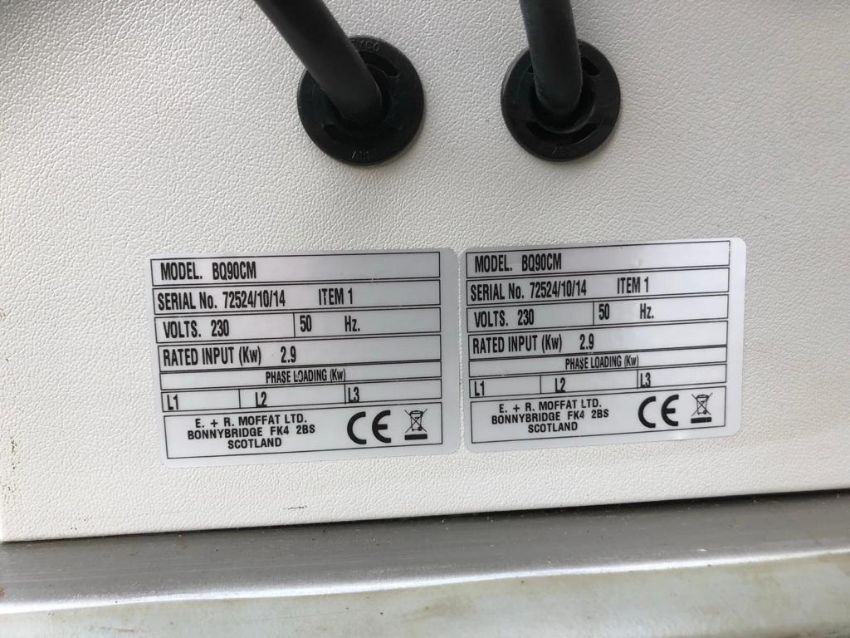 MODEL. BQ90CM
SERIAL No. 72524/10/14 ITEM 1
VOLTS. 230 50 Hz.
RATED INPUT (Kw) 2.9
PHASE LOADING (Kw)
L1 L2 L3
E. + R. MOFFAT LTD.
BONNYBRIDGE FK4 2BS
SCOTLAND
CE
MODEL. BQ90CM
SERIAL No. 72524/10/14 ITEM 1
VOLTS. 230 50 Hz.
RATED INPUT (Kw) 2.9
PHASE LOADING (Kw)
L1 L2 L3
E. + R. MOFFAT LTD.
BONNYBRIDGE FK4 2BS
SCOTLAND
CE